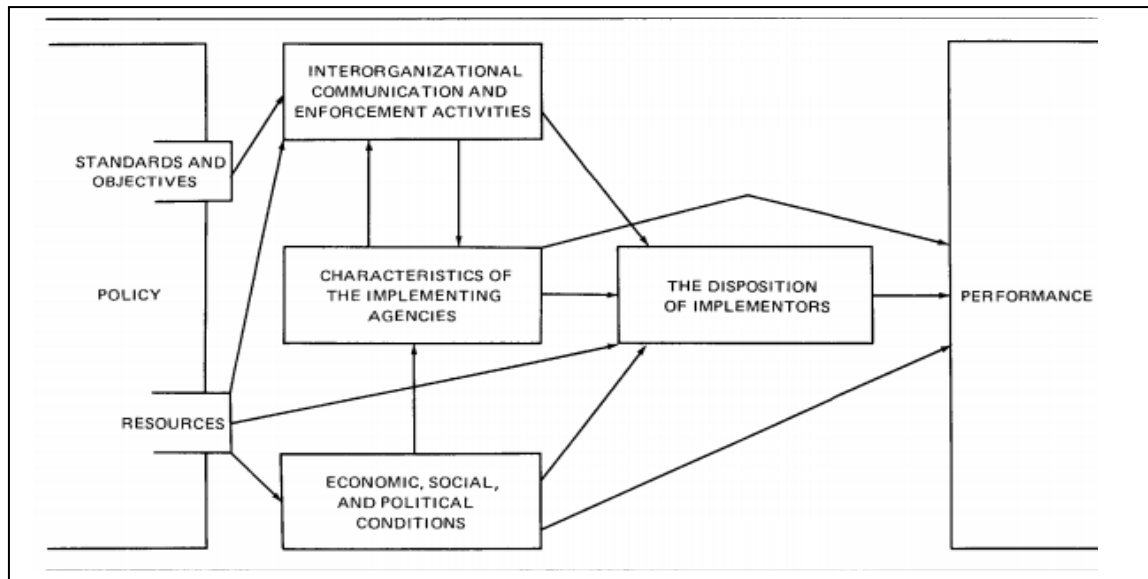 INTERORGANIZATIONAL
COMMUNICATION AND
ENFORCEMENT ACTIVITIES
STANDARDS AND
OBJECTIVES
POLICY
CHARACTERISTICS OF
THE IMPLEMENTING
AGENCIES
THE DISPOSITION
OF IMPLEMENTORS
PERFORMANCE
RESOURCES
ECONOMIC, SOCIAL,
AND POLITICAL
CONDITIONS